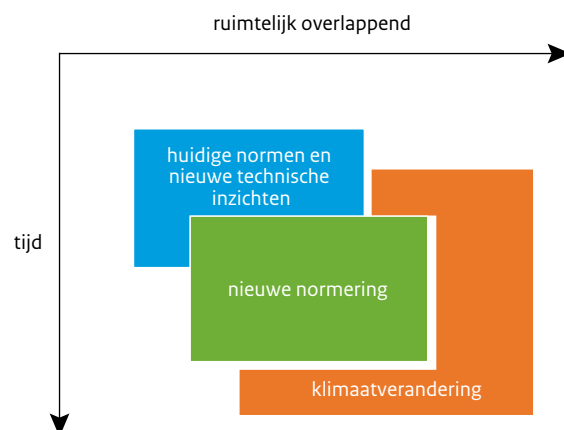 ruimtelijk overlappend
huidige normen en
nieuwe technische
inzichten
tijd
nieuwe normering
klimaatverandering